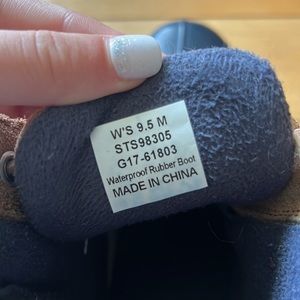 W'S 9.5 M
STS98305
G17-61803
Waterproof Rubber Boot
MADE IN CHINA